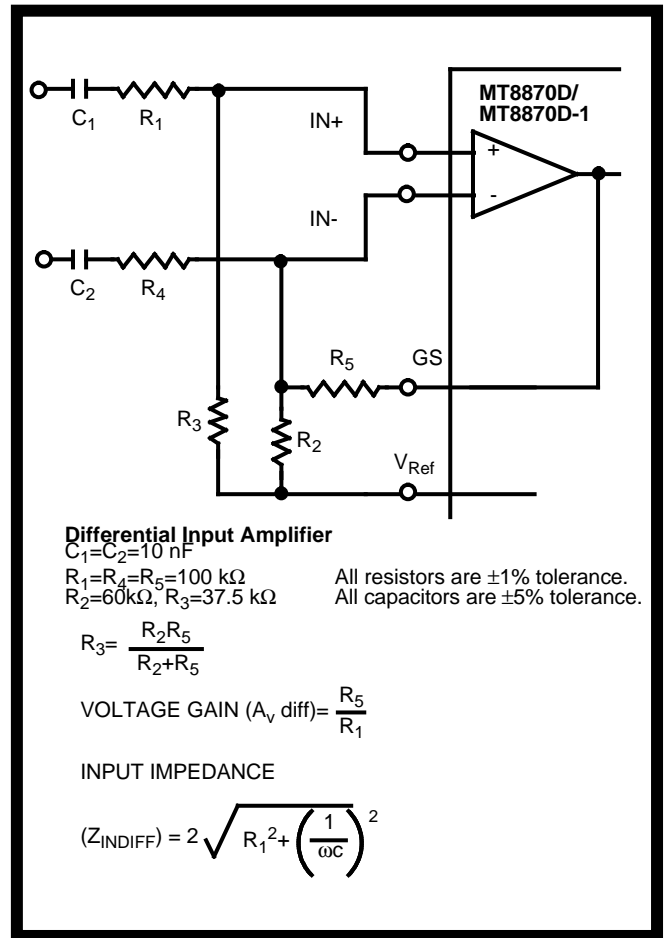 MT8870D/
MT8870D-1
C1
R1
IN+
+
-
IN-
C2
R4
R5
GS
R3
R2
VRef
Differential Input Amplifier
C1=C2=10 nF
R1=R4=R5=100 kΩ
All resistors are ±1% tolerance.
R2=60kΩ, R3=37.5 kΩ
All capacitors are ±5% tolerance.
R3= R2R5
R2+R5
VOLTAGE GAIN (Av diff)= R5
R1
INPUT IMPEDANCE
(ZINDIFF) = 2 √ R1²+ (1/ωc)²